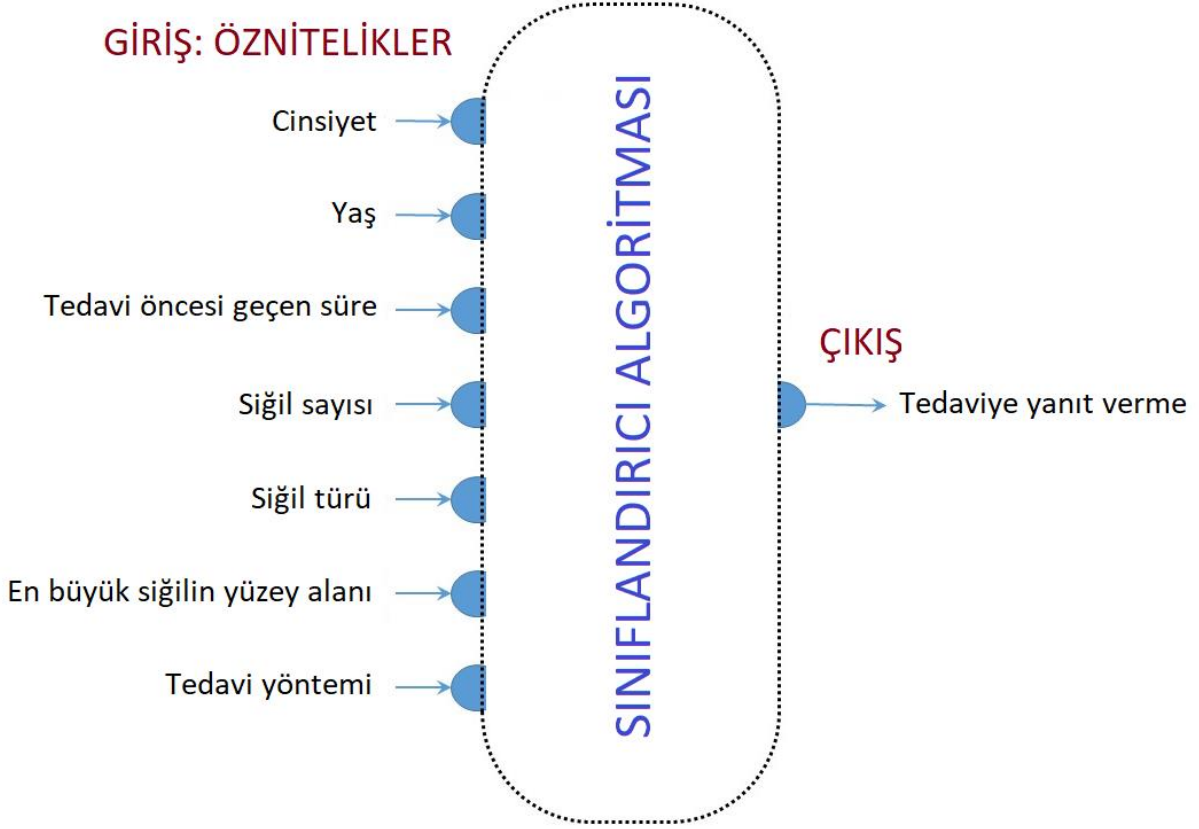 GİRİŞ: ÖZNİTELİKLER
Cinsiyet
Yaş
Tedavi öncesi geçen süre
Siğil sayısı
Siğil türü
En büyük siğilin yüzey alanı
Tedavi yöntemi
SINIFLANDIRICI ALGORİTMASI
ÇIKIŞ
Tedaviye yanıt verme